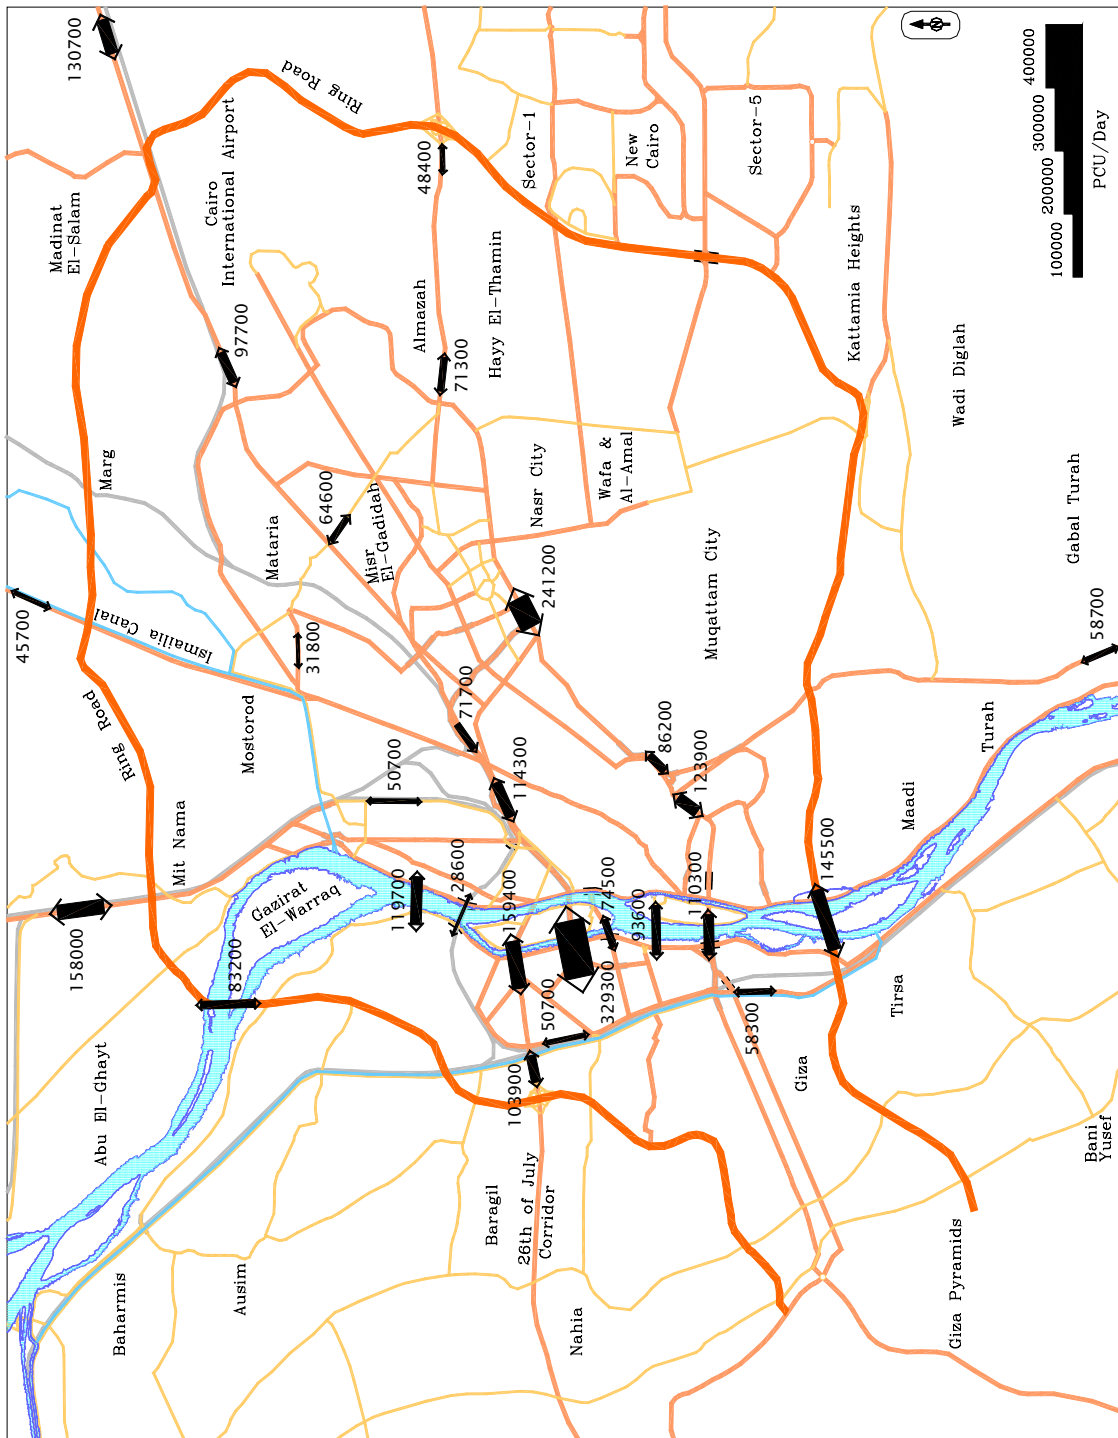 130700
Ring Road
Madinat
El-Salam
Cairo
International Airport
48400
Sector-1
New
Cairo
Sector-5
N
400000
300000
200000
100000
PCU/Day
97700
Almazah
71300
Hayy El-Thamin
Kattamia Heights
Wadi Diglah
Marg
64600
Misr
El-Gadidah
Mataria
Nasr City
Wafa &
Al-Amal
Gabal Turah
45700
Ismailia Canal
31800
241200
Muqattam City
58700
Ring Road
Mostorod
71700
86200
123900
Turah
Mit Nama
50700
114300
Maadi
145500
158000
Gazirat
El-Warraq
119700
28600
159400
74500
93600
110300
83200
50700
329300
58300
Tirsa
Abu El-Ghayt
103900
Giza
Bani
Yusef
Baharmis
Ausim
Baragil
26th of July
Corridor
Nahia
Giza Pyramids